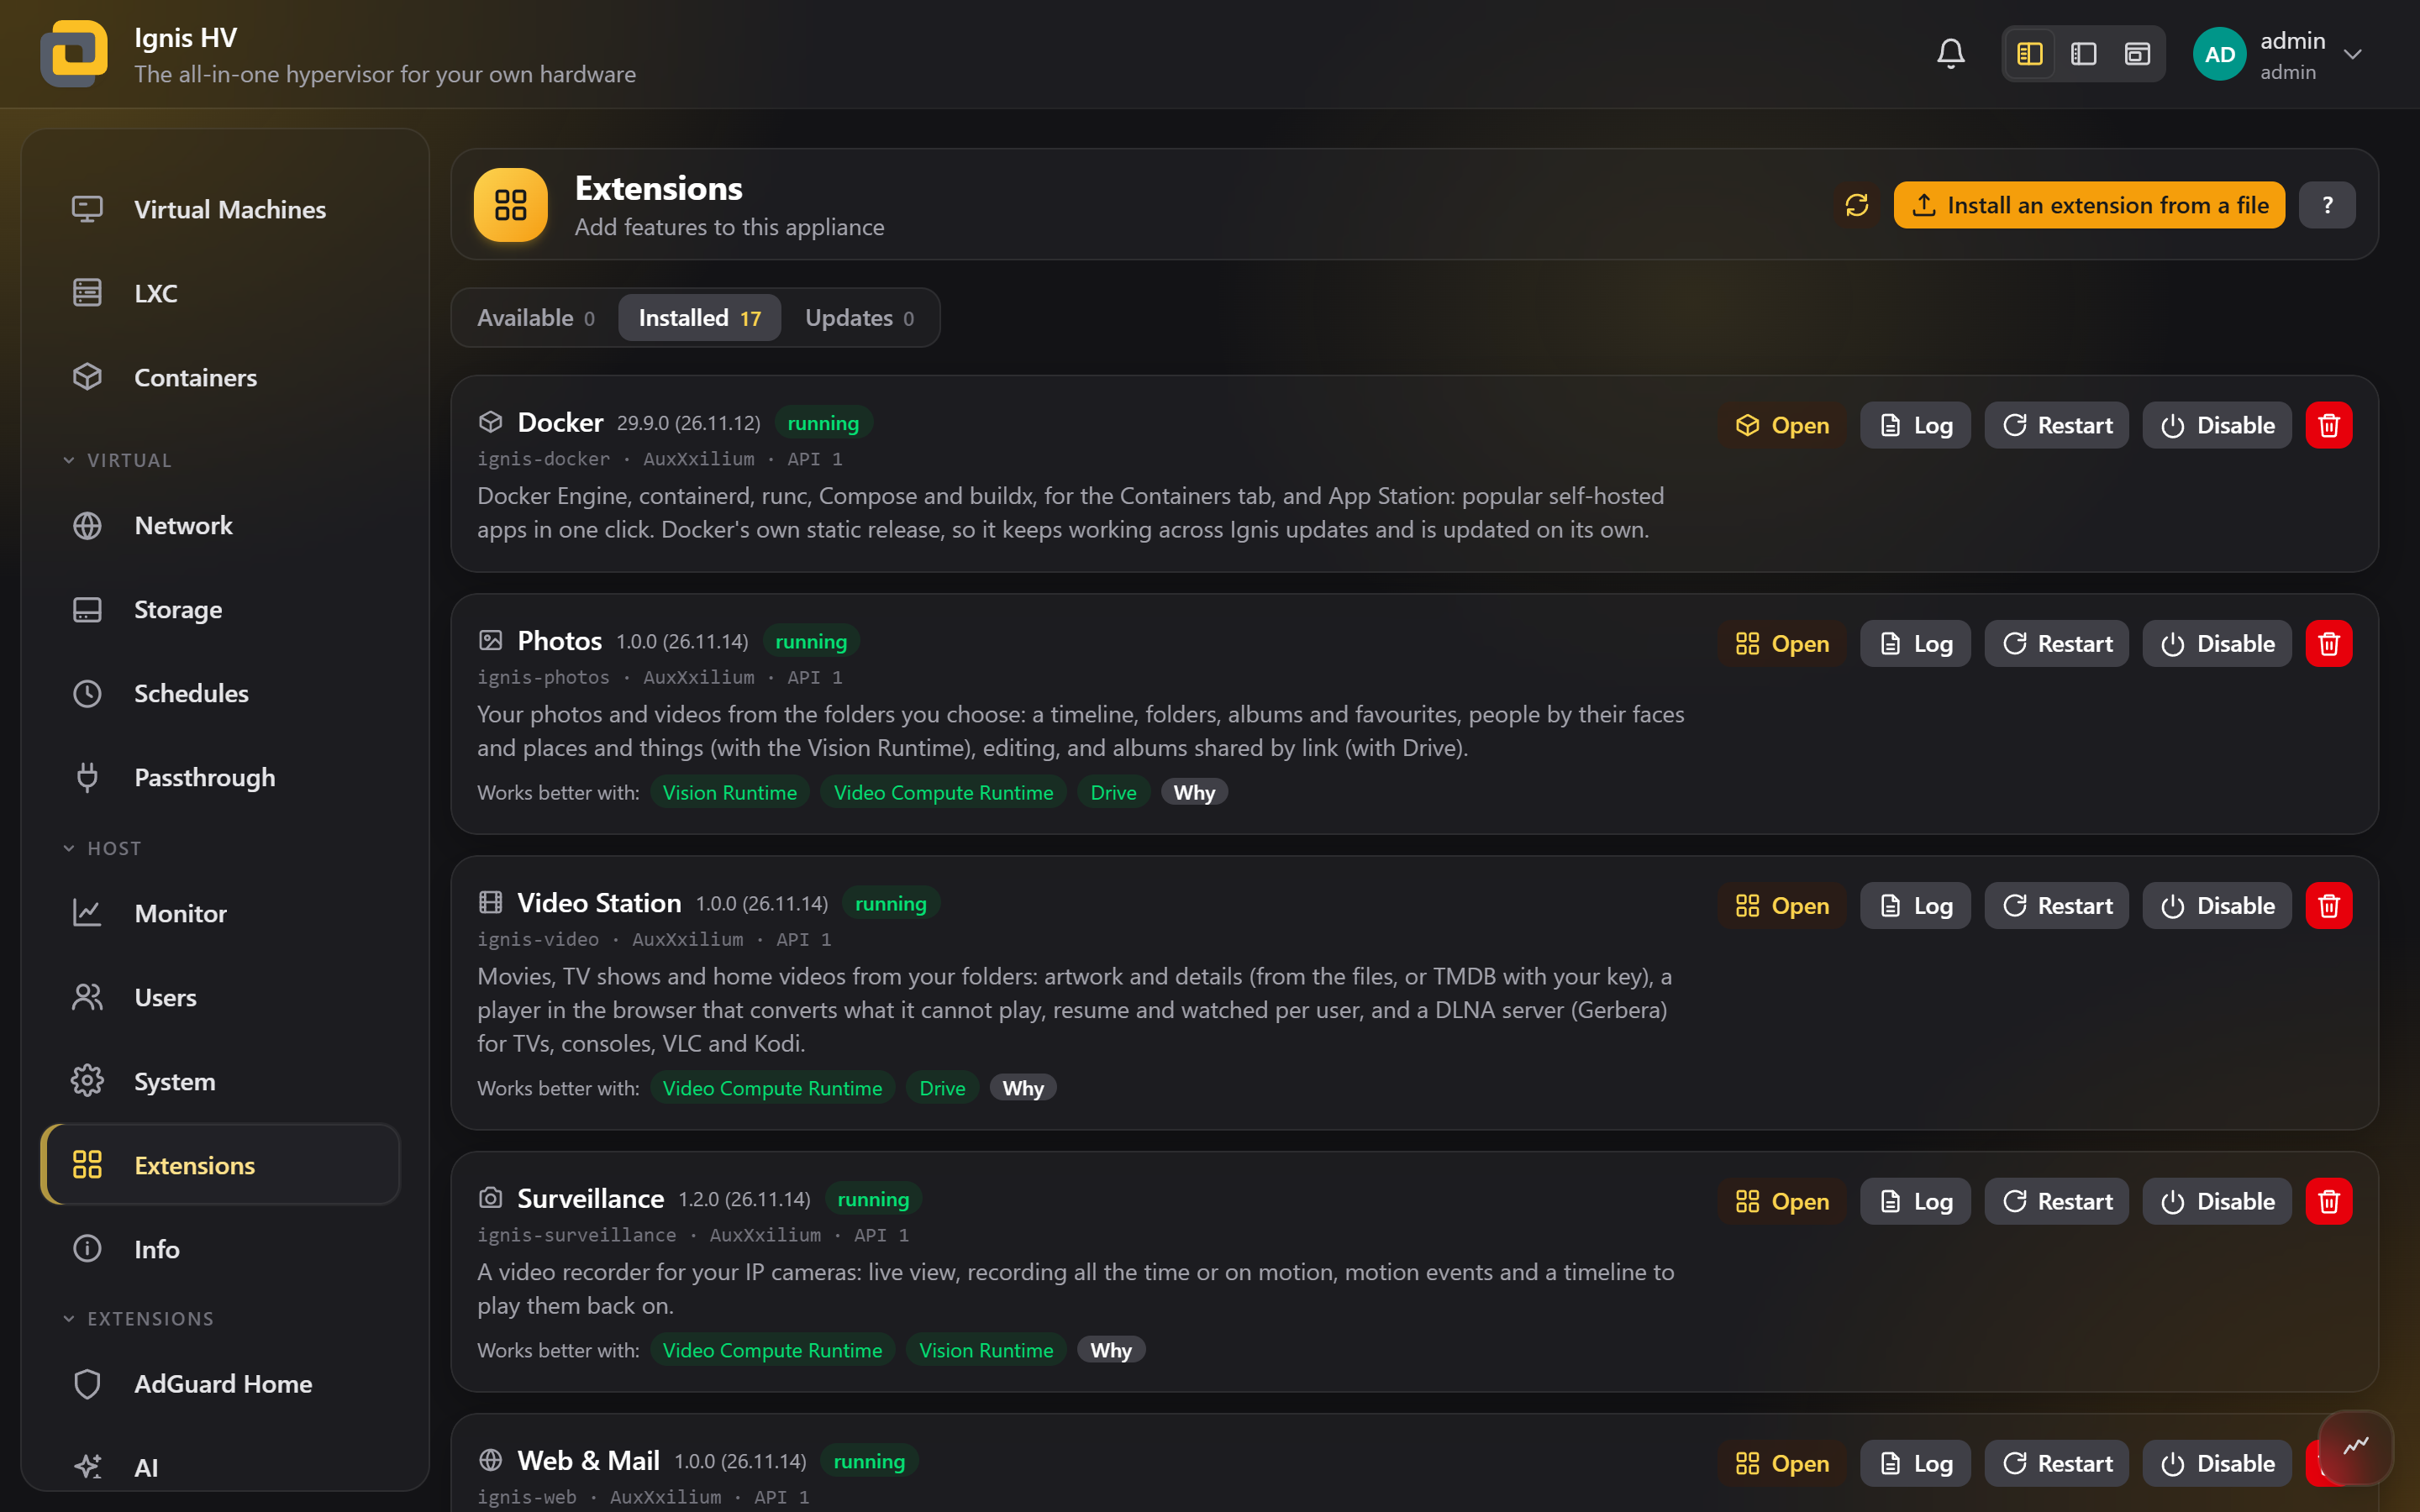 Ignis HV
The all-in-one hypervisor for your own hardware
AD
admin
admin
Virtual Machines
LXC
Containers
VIRTUAL
Network
Storage
Schedules
Passthrough
HOST
Monitor
Users
System
Extensions
Info
EXTENSIONS
AdGuard Home
AI
Extensions
Add features to this appliance
Install an extension from a file
?
Available 0 Installed 17 Updates 0
Docker 29.9.0 (26.11.12) running
Open Log Restart Disable
ignis-docker · AuxXxilium · API 1
Docker Engine, containerd, runc, Compose and buildx, for the Containers tab, and App Station: popular self-hosted
apps in one click. Docker's own static release, so it keeps working across Ignis updates and is updated on its own.
Photos 1.0.0 (26.11.14) running
Open Log Restart Disable
ignis-photos · AuxXxilium · API 1
Your photos and videos from the folders you choose: a timeline, folders, albums and favourites, people by their faces
and places and things (with the Vision Runtime), editing, and albums shared by link (with Drive).
Works better with: Vision Runtime Video Compute Runtime Drive Why
Video Station 1.0.0 (26.11.14) running
Open Log Restart Disable
ignis-video · AuxXxilium · API 1
Movies, TV shows and home videos from your folders: artwork and details (from the files, or TMDB with your key), a
player in the browser that converts what it cannot play, resume and watched per user, and a DLNA server (Gerbera)
for TVs, consoles, VLC and Kodi.
Works better with: Video Compute Runtime Drive Why
Surveillance 1.2.0 (26.11.14) running
Open Log Restart Disable
ignis-surveillance · AuxXxilium · API 1
A video recorder for your IP cameras: live view, recording all the time or on motion, motion events and a timeline to
play them back on.
Works better with: Video Compute Runtime Vision Runtime Why
Web & Mail 1.0.0 (26.11.14) running
Open Log Restart Disable
ignis-web · AuxXxilium · API 1